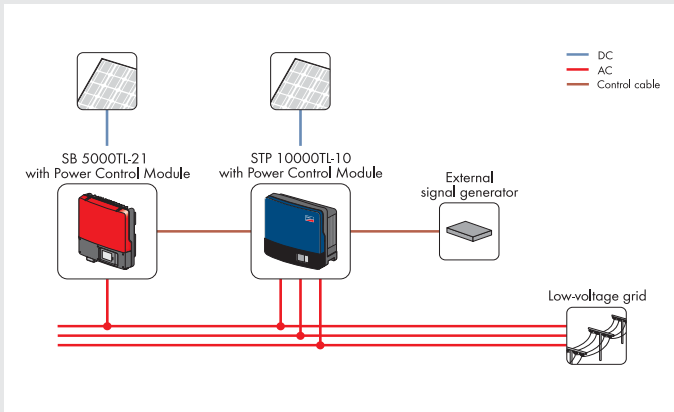 DC
AC
Control cable
SB 5000TL-21
with Power Control Module
STP 10000TL-10
with Power Control Module
External
signal generator
Low-voltage grid